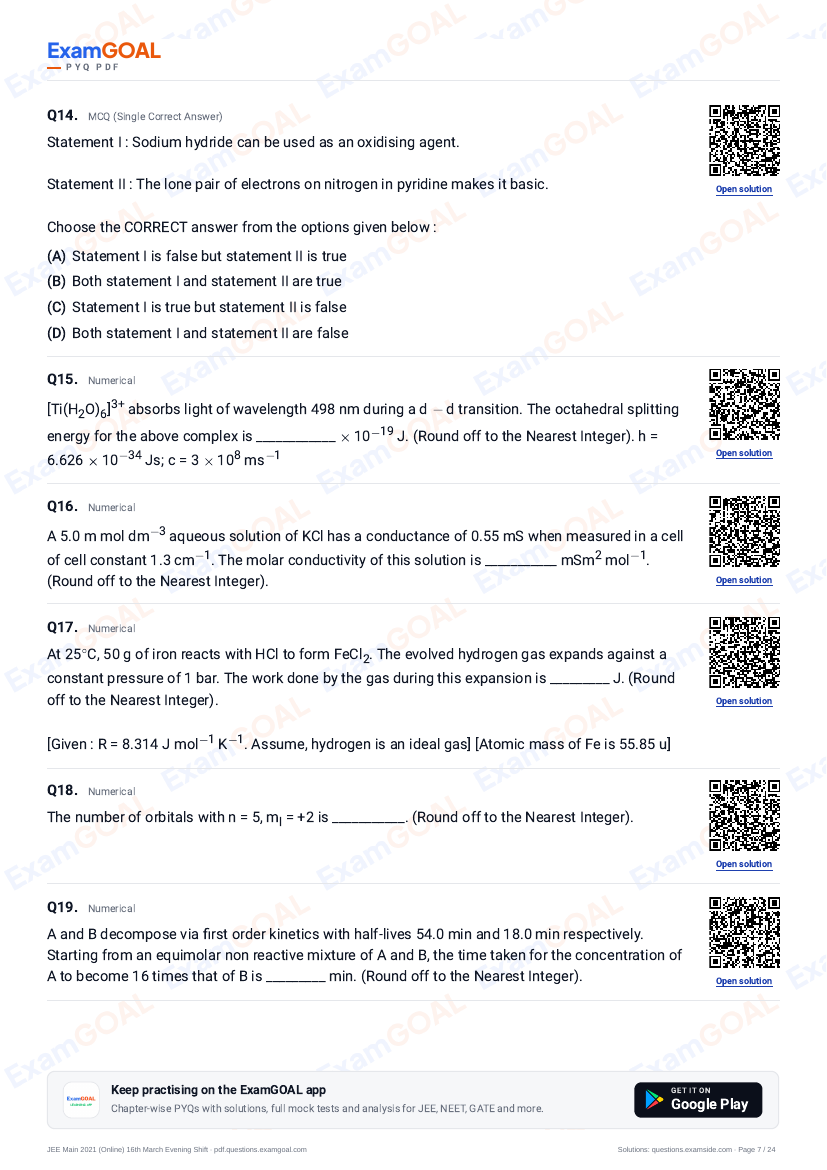 ExamGOAL
PYQ PDF
Q14. MCQ (Single Correct Answer)
Statement I : Sodium hydride can be used as an oxidising agent.
Statement II : The lone pair of electrons on nitrogen in pyridine makes it basic.
Choose the CORRECT answer from the options given below :
(A) Statement I is false but statement II is true
(B) Both statement I and statement II are true
(C) Statement I is true but statement II is false
(D) Both statement I and statement II are false
Open solution
Q15. Numerical
[Ti(H₂O)₆]³⁺ absorbs light of wavelength 498 nm during a d − d transition. The octahedral splitting
energy for the above complex is ____________ × 10⁻¹⁹ J. (Round off to the Nearest Integer). h =
6.626 × 10⁻³⁴ Js; c = 3 × 10⁸ ms⁻¹
Open solution
Q16. Numerical
A 5.0 m mol dm⁻³ aqueous solution of KCl has a conductance of 0.55 mS when measured in a cell
of cell constant 1.3 cm⁻¹. The molar conductivity of this solution is ___________ mSm² mol⁻¹.
(Round off to the Nearest Integer).
Open solution
Q17. Numerical
At 25°C, 50 g of iron reacts with HCl to form FeCl₂. The evolved hydrogen gas expands against a
constant pressure of 1 bar. The work done by the gas during this expansion is _________ J. (Round
off to the Nearest Integer).
[Given : R = 8.314 J mol⁻¹ K⁻¹. Assume, hydrogen is an ideal gas] [Atomic mass of Fe is 55.85 u]
Open solution
Q18. Numerical
The number of orbitals with n = 5, mₗ = +2 is ___________. (Round off to the Nearest Integer).
Open solution
Q19. Numerical
A and B decompose via first order kinetics with half-lives 54.0 min and 18.0 min respectively.
Starting from an equimolar non reactive mixture of A and B, the time taken for the concentration of
A to become 16 times that of B is _________ min. (Round off to the Nearest Integer).
Open solution
ExamGOAL
Keep practising on the ExamGOAL app
Chapter-wise PYQs with solutions, full mock tests and analysis for JEE, NEET, GATE and more.
GET IT ON
Google Play
JEE Main 2021 (Online) 16th March Evening Shift · pdf.questions.examgoal.com
Solutions: questions.examside.com · Page 7 / 24